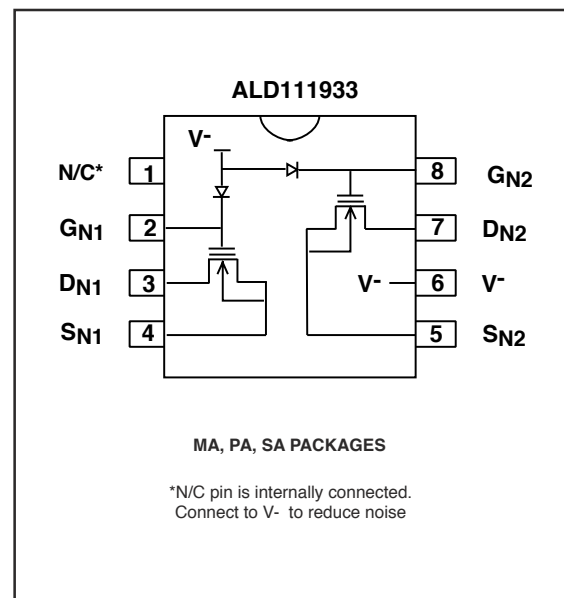 ALD111933
V-
N/C*
1
8
GN2
GN1
2
7
DN2
DN1
3
V-
6
V-
SN1
4
5
SN2
MA, PA, SA PACKAGES
*N/C pin is internally connected.
Connect to V- to reduce noise